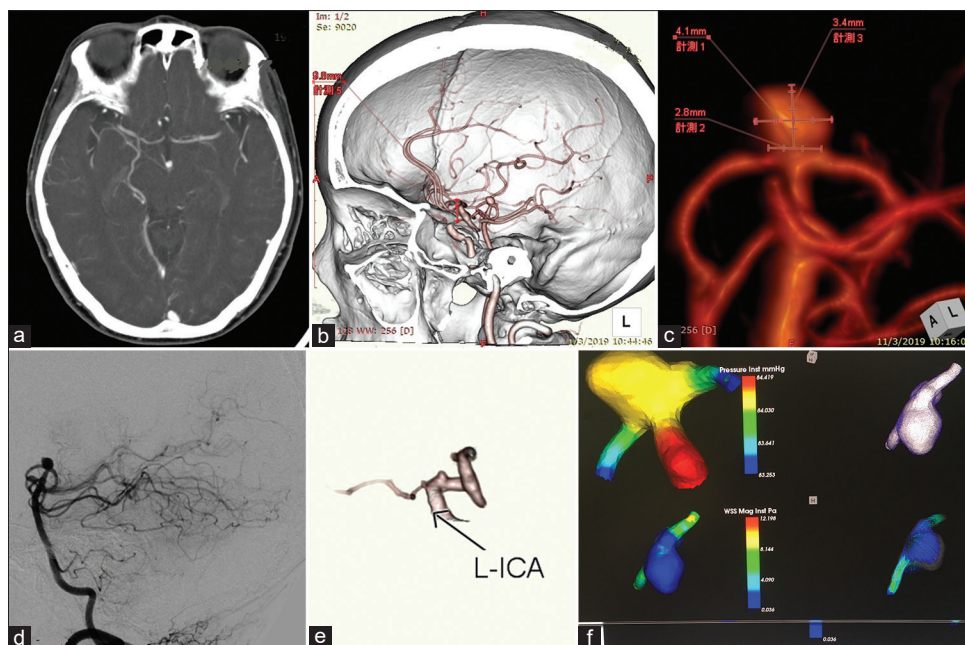 19
a
Im: 1/2
Se: 9020
H
9.8mm
計測 5
A
P
WW: 256 [D]
L
/3/2019 10:44:46
b
3.4mm
計測 3
4.1mm
計測 1
2.8mm
計測 2
256 [D]
A L
11/3/2019 10:16:0
c
d
L-ICA
e
Pressure Inst mmHg
84.419
84.030
83.641
83.253
H
WSS Mag Inst Pa
12.198
8.144
4.090
0.036
0.036
f